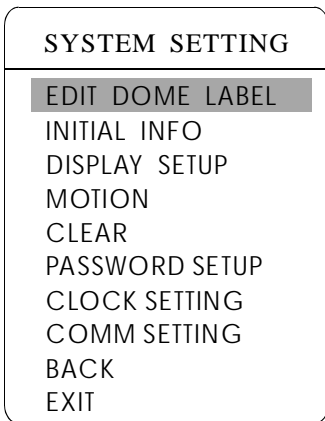 SYSTEM SETTING
EDIT DOME LABEL
INITIAL INFO
DISPLAY SETUP
MOTION
CLEAR
PASSWORD SETUP
CLOCK SETTING
COMM SETTING
BACK
EXIT